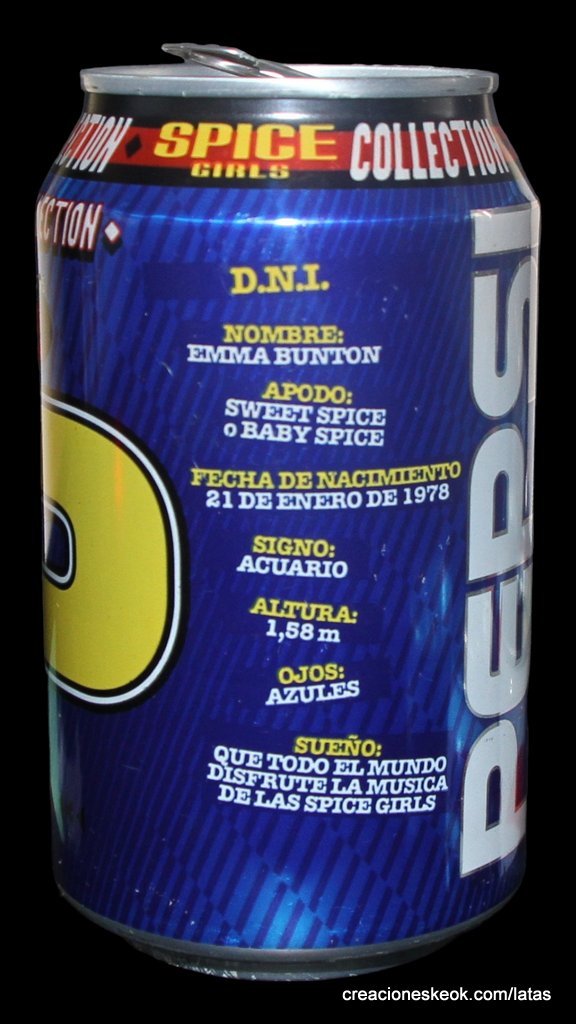 CTION ◆ SPICE GIRLS COLLECTION
CTION ◆
D.N.I.
NOMBRE:
EMMA BUNTON
APODO:
SWEET SPICE
o BABY SPICE
FECHA DE NACIMIENTO
21 DE ENERO DE 1978
SIGNO:
ACUARIO
ALTURA:
1,58 m
OJOS:
AZULES
SUEÑO:
QUE TODO EL MUNDO
DISFRUTE LA MUSICA
DE LAS SPICE GIRLS
PEPSI
creacioneskeok.com/latas